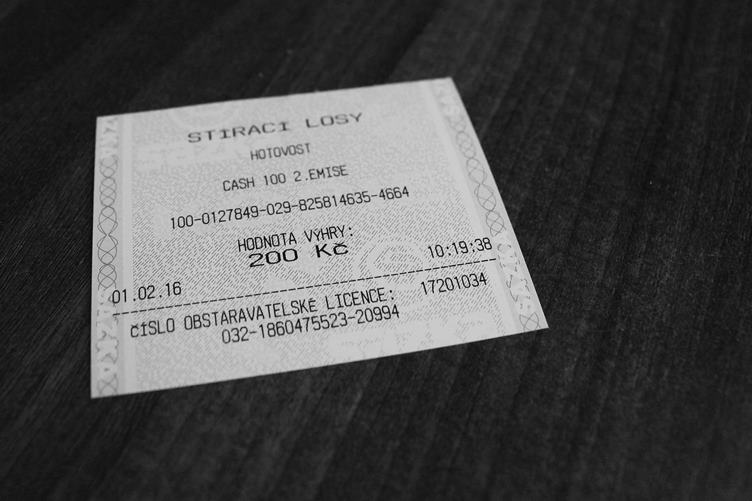 STIRACI LOSY
HOTOVOST
CASH 100 2.EMISE
100-0127849-029-825814635-4664
HODNOTA VÝHRY:
200 Kč
01.02.16 10:19:38
ČÍSLO OBSTARAVATELSKÉ LICENCE: 17201034
032-1860475523-20994